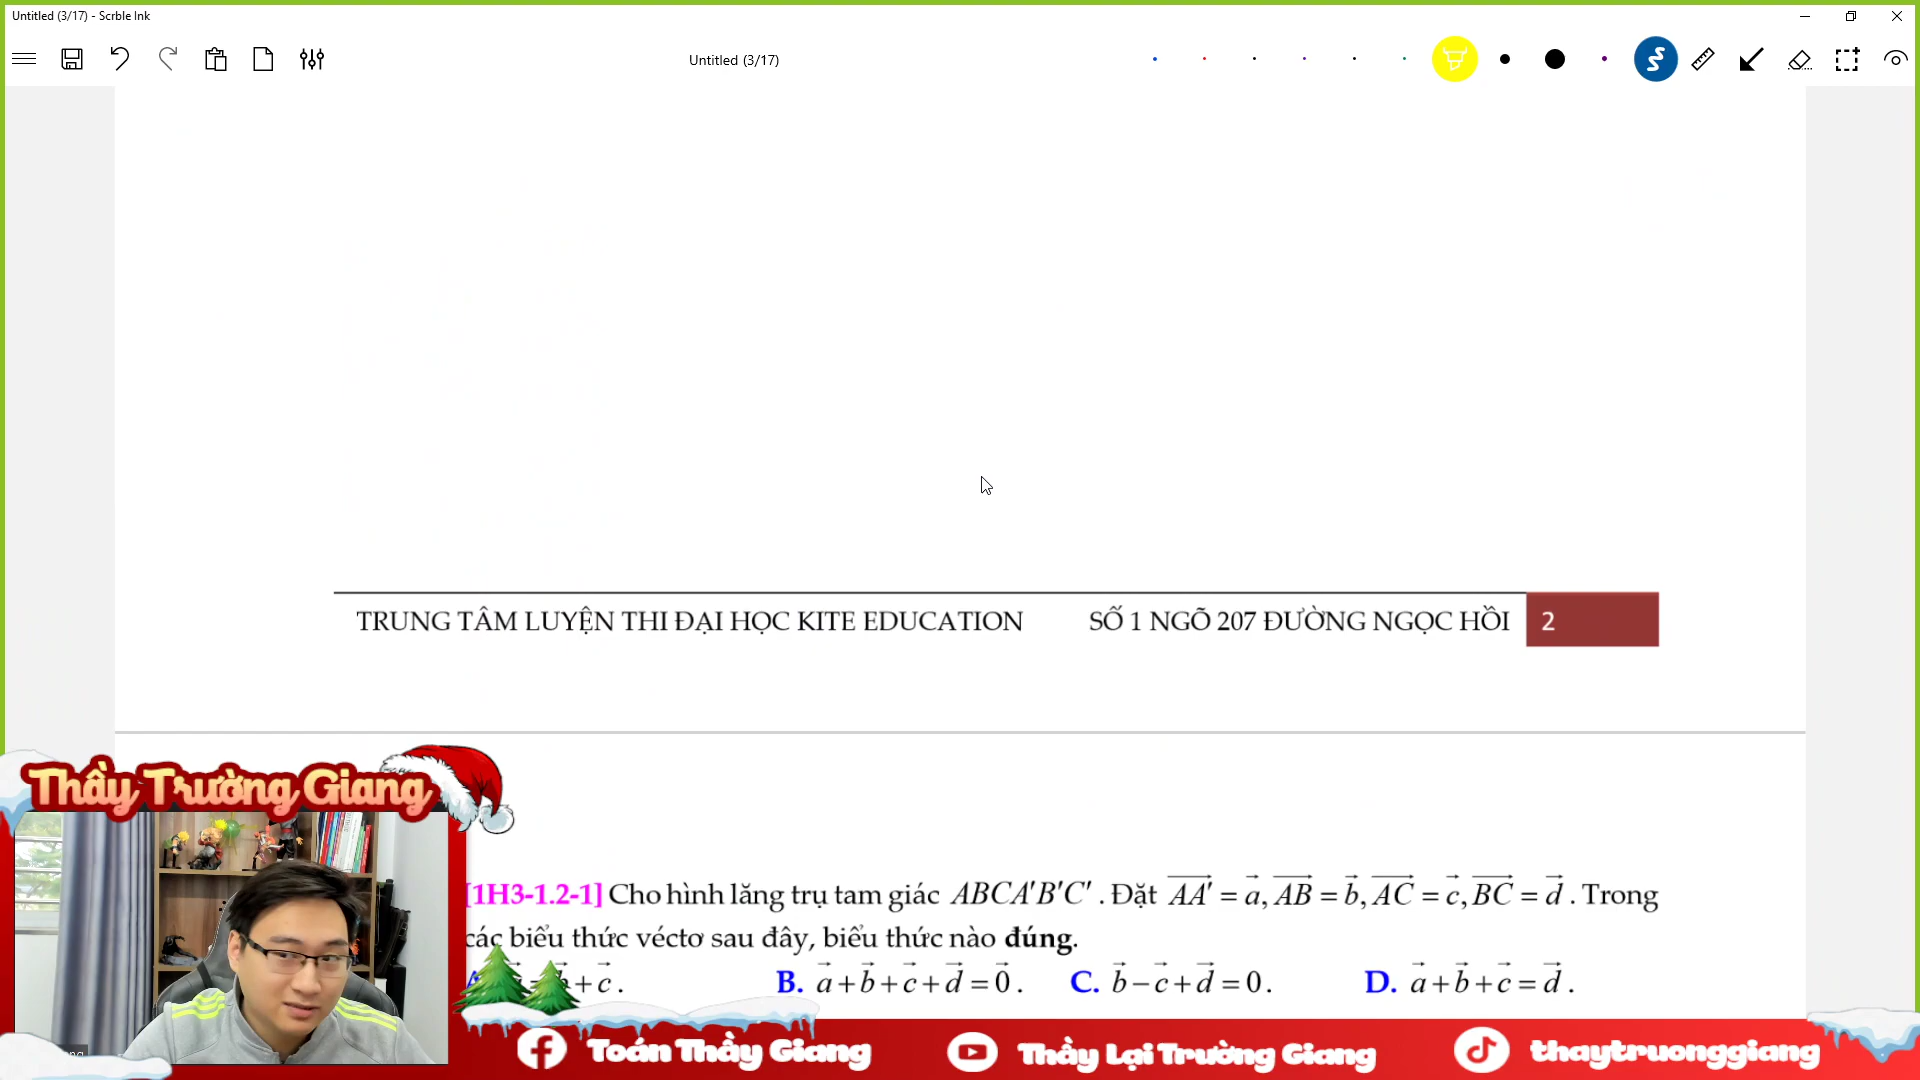 Untitled (3/17) - Scrble Ink
Untitled (3/17)
TRUNG TÂM LUYỆN THI ĐẠI HỌC KITE EDUCATION SỐ 1 NGÕ 207 ĐƯỜNG NGỌC HỒI 2
Thầy Trường Giang
[1H3-1.2-1] Cho hình lăng trụ tam giác ABCA'B'C'. Đặt $\overrightarrow{AA'} = \vec{a}, \overrightarrow{AB} = \vec{b}, \overrightarrow{AC} = \vec{c}, \overrightarrow{BC} = \vec{d}$. Trong
các biểu thức véctơ sau đây, biểu thức nào đúng.
$+ \vec{c}$. B. $\vec{a} + \vec{b} + \vec{c} + \vec{d} = \vec{0}$. C. $\vec{b} - \vec{c} + \vec{d} = \vec{0}$. D. $\vec{a} + \vec{b} + \vec{c} = \vec{d}$.
Toán Thầy Giang Thầy Lại Trường Giang thaytruonggiang